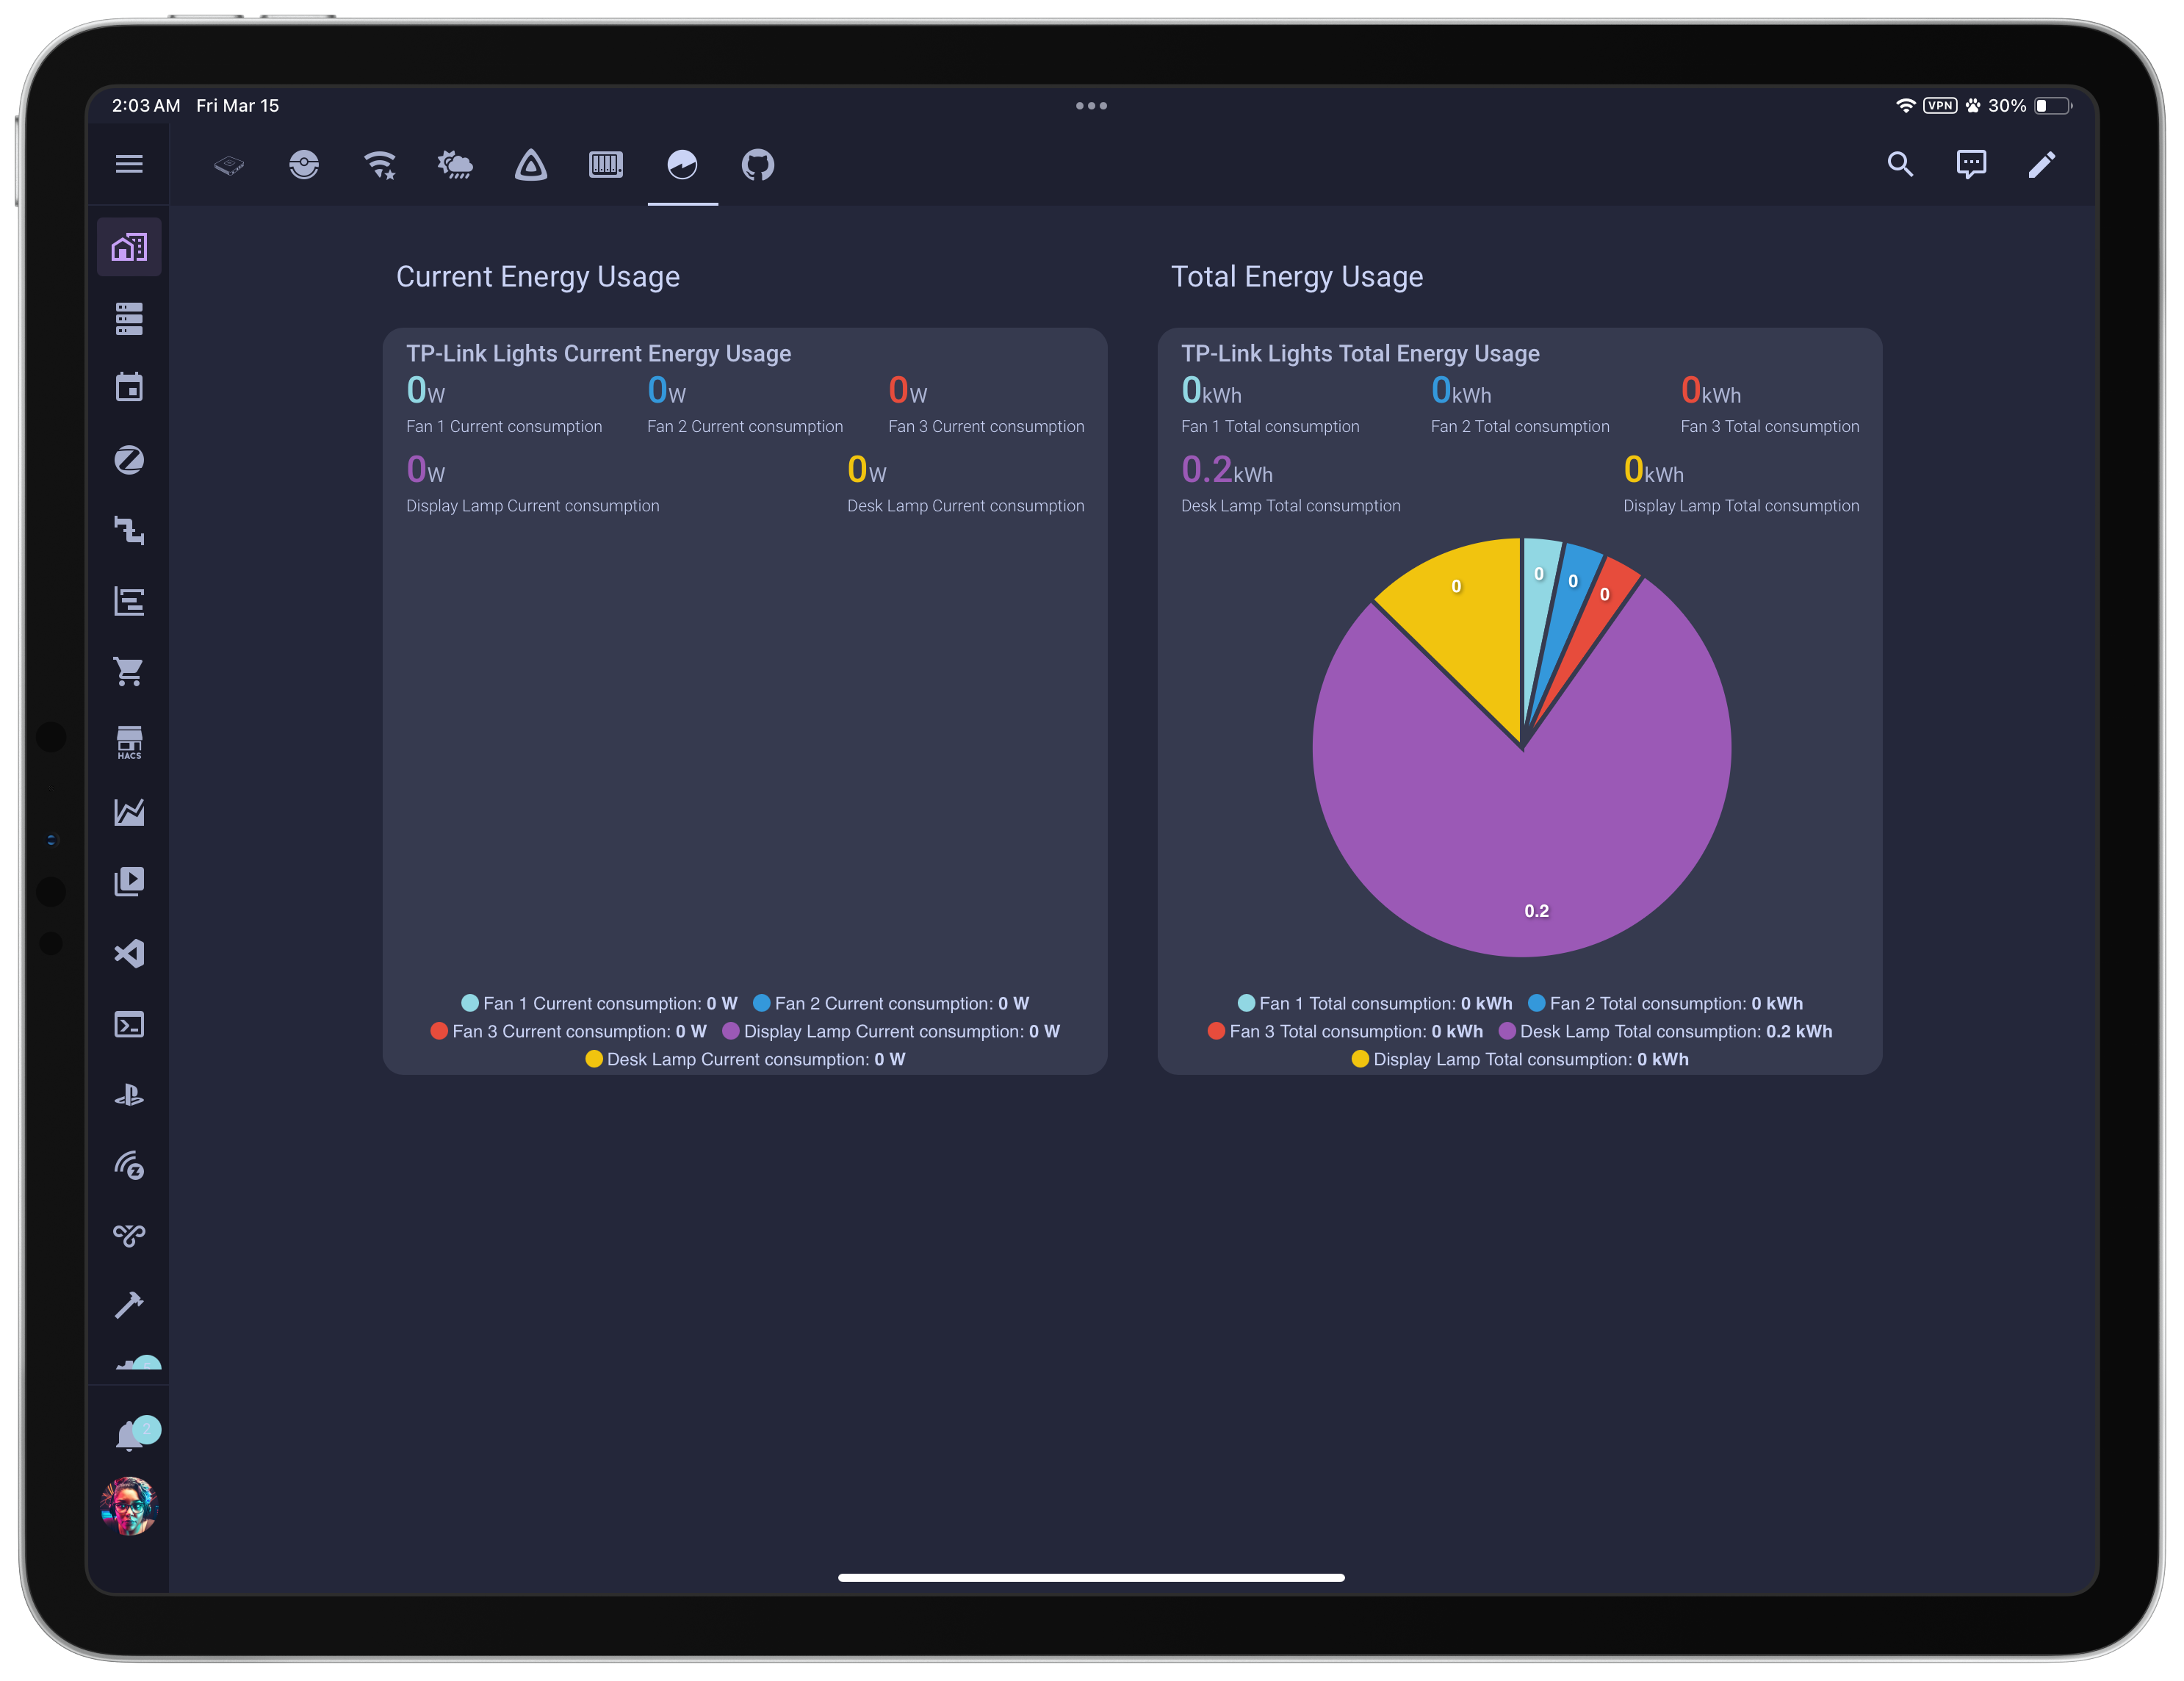 2:03 AM Fri Mar 15
VPN 30%
HACS
2
Current Energy Usage
TP-Link Lights Current Energy Usage
0W 0W 0W
Fan 1 Current consumption Fan 2 Current consumption Fan 3 Current consumption
0W 0W
Display Lamp Current consumption Desk Lamp Current consumption
Fan 1 Current consumption: 0 W Fan 2 Current consumption: 0 W
Fan 3 Current consumption: 0 W Display Lamp Current consumption: 0 W
Desk Lamp Current consumption: 0 W
Total Energy Usage
TP-Link Lights Total Energy Usage
0kWh 0kWh 0kWh
Fan 1 Total consumption Fan 2 Total consumption Fan 3 Total consumption
0.2kWh 0kWh
Desk Lamp Total consumption Display Lamp Total consumption
0 0 0 0
0.2
Fan 1 Total consumption: 0 kWh Fan 2 Total consumption: 0 kWh
Fan 3 Total consumption: 0 kWh Desk Lamp Total consumption: 0.2 kWh
Display Lamp Total consumption: 0 kWh